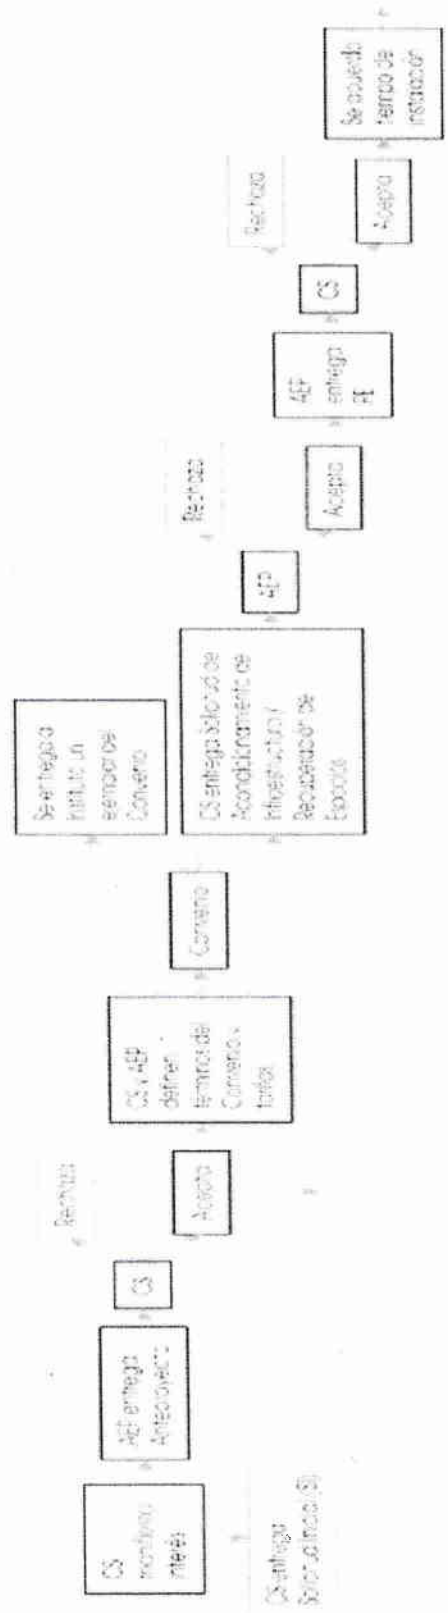 CS
manifiesta
interés
CS entrega
Solicitud Inicial (SI)
AEP entrega
Anteproyecto
CS
Rechaza
Acepta
CS y AEP
definen
términos del
Convenio y
tarifas
Convenio
Se entrega a
Instituto un
ejemplar de
Convenio
CS entrega Solicitud de
Acondicionamiento de
Infraestructura /
Recuperación de
Espacios
AEP
Rechaza
Acepta
AEP
entrega
CS
Rechaza
Acepta
Se acuerda
tiempo de
instalación